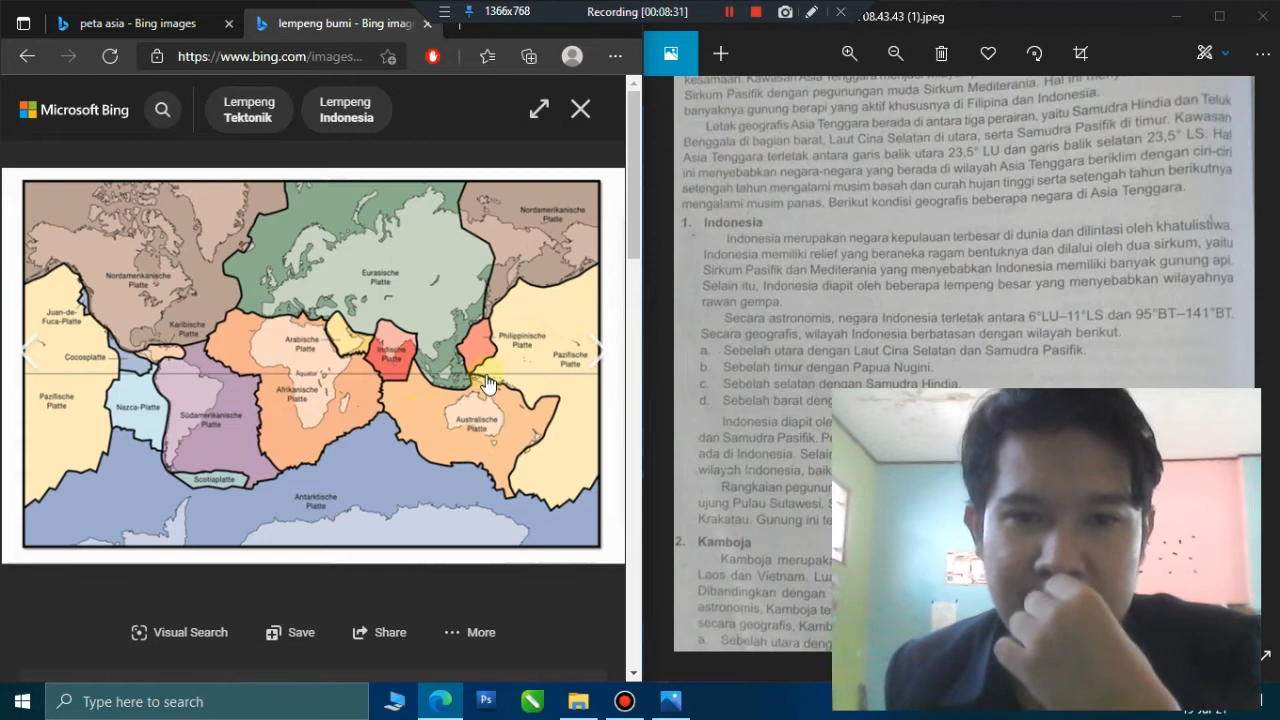 1366x768
Recording [00:08:31]
08.43.43 (1).jpeg
peta asia - Bing images
lempeng bumi - Bing imag
https://www.bing.com/images...
Microsoft Bing
Lempeng
Tektonik
Lempeng
Indonesia
Nordamerikanische
Platte
Nordamerikanische
Platte
Eurasische
Platte
Juan-de-
Fuca-Platte
Karibische
Platte
Cocosplatte
Arabische
Platte
Indische
Platte
Philippinische
Platte
Pazifische
Platte
Äquator
Pazifische
Platte
Nazca-Platte
Südamerikanische
Platte
Afrikanische
Platte
Australische
Platte
Scotiaplatte
Antarktische
Platte
Visual Search
Save
Share
More
Sirkum Pasifik dengan pegunungan muda Sirkum Mediterania. Hal ini
banyaknya gunung berapi yang aktif khususnya di Filipina dan Indonesia.
Letak geografis Asia Tenggara berada di antara tiga perairan, yaitu Samudra Hindia dan Teluk
Benggala di bagian barat, Laut Cina Selatan di utara, serta Samudra Pasifik di timur. Kawasan
Asia Tenggara terletak antara garis balik utara 23,5° LU dan garis balik selatan 23,5° LS. Hal
ini menyebabkan negara-negara yang berada di wilayah Asia Tenggara beriklim dengan ciri-ciri
setengah tahun mengalami musim basah dan curah hujan tinggi serta setengah tahun berikutnya
mengalami musim panas. Berikut kondisi geografis beberapa negara di Asia Tenggara.
1. Indonesia
Indonesia merupakan negara kepulauan terbesar di dunia dan dilintasi oleh khatulistiwa.
Indonesia memiliki relief yang beraneka ragam bentuknya dan dilalui oleh dua sirkum, yaitu
Sirkum Pasifik dan Mediterania yang menyebabkan Indonesia memiliki banyak gunung api.
Selain itu, Indonesia diapit oleh beberapa lempeng besar yang menyebabkan wilayahnya
rawan gempa.
Secara astronomis, negara Indonesia terletak antara 6°LU–11°LS dan 95°BT–141°BT.
Secara geografis, wilayah Indonesia berbatasan dengan wilayah berikut.
a. Sebelah utara dengan Laut Cina Selatan dan Samudra Pasifik.
b. Sebelah timur dengan Papua Nugini.
c. Sebelah selatan dengan Samudra Hindia.
d. Sebelah barat deng
Indonesia diapit ole
dan Samudra Pasifik. Pe
ada di Indonesia. Selai
wilayah Indonesia, baik
Rangkaian pegunun
ujung Pulau Sulawesi. S
Krakatau. Gunung ini te
2. Kamboja
Kamboja merupaka
Laos dan Vietnam. Lua
Dibandingkan dengan
astronomis, Kamboja te
secara geografis, Kamb
a. Sebelah utara deng
Type here to search
Ps